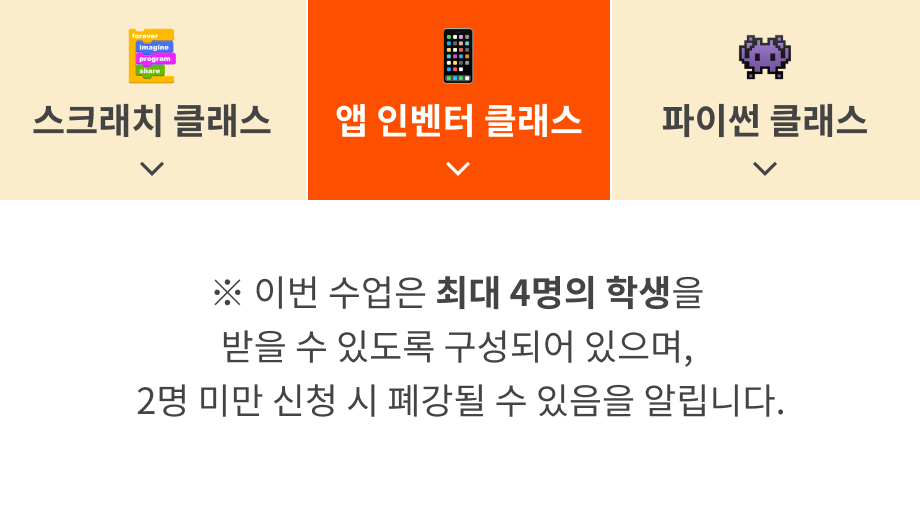 forever
imagine
program
share
스크래치 클래스
앱 인벤터 클래스
파이썬 클래스
※ 이번 수업은 최대 4명의 학생을
받을 수 있도록 구성되어 있으며,
2명 미만 신청 시 폐강될 수 있음을 알립니다.